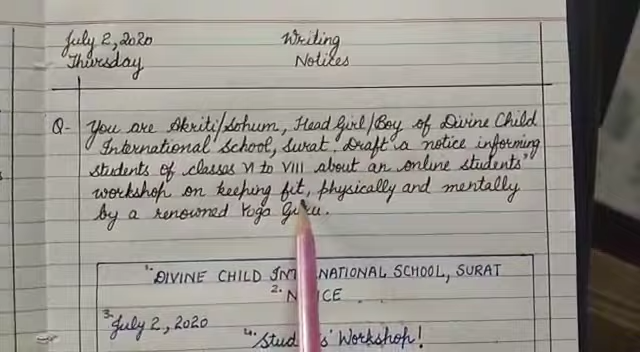 July 2, 2020 Writing
Thursday Notices
Q- You are Akriti/Sohum, Head Girl/Boy of Divine Child
International School, Surat. Draft a notice informing
students of classes VI to VIII about an online students'
workshop on keeping fit, physically and mentally
by a renowned Yoga Guru.
1. DIVINE CHILD INTERNATIONAL SCHOOL, SURAT
2. NOTICE
3. July 2, 2020
4. Students' Workshop!